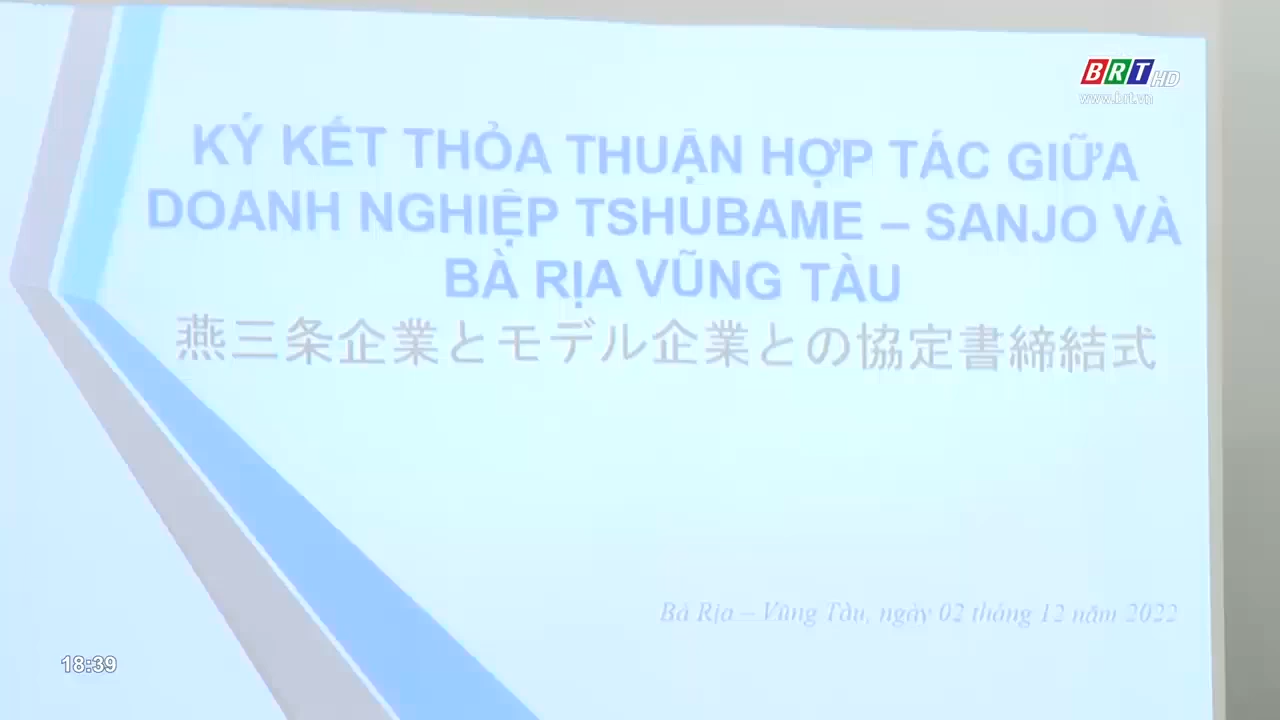 BRT HD
www.brt.vn
KÝ KẾT THỎA THUẬN HỢP TÁC GIỮA
DOANH NGHIỆP TSHUBAME – SANJO VÀ
BÀ RỊA VŨNG TÀU
燕三条企業とモデル企業との協定書締結式
Bà Rịa – Vũng Tàu, ngày 02 tháng 12 năm 2022
18:39